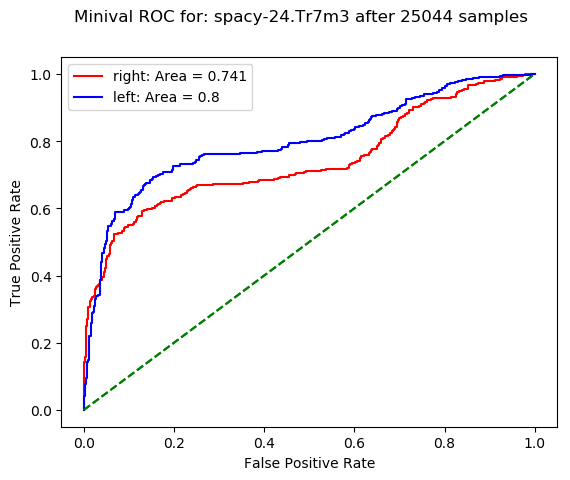 Minival ROC for: spacy-24.Tr7m3 after 25044 samples
right: Area = 0.741
left: Area = 0.8
True Positive Rate
1.0
0.8
0.6
0.4
0.2
0.0
0.0 0.2 0.4 0.6 0.8 1.0
False Positive Rate